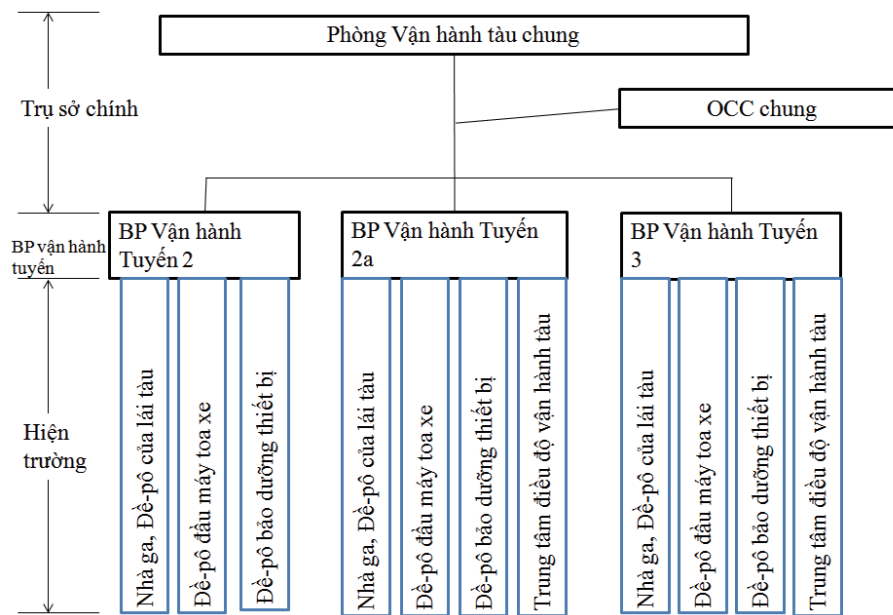 Phòng Vận hành tàu chung
Trụ sở chính
OCC chung
BP vận hành
tuyến
BP Vận hành
Tuyến 2
BP Vận hành Tuyến
2a
BP Vận hành Tuyến
3
Hiện
trường
Nhà ga, Đề-pô của lái tàu
Đề-pô đầu máy toa xe
Đề-pô bảo dưỡng thiết bị
Nhà ga, Đề-pô của lái tàu
Đề-pô đầu máy toa xe
Đề-pô bảo dưỡng thiết bị
Trung tâm điều độ vận hành tàu
Nhà ga, Đề-pô của lái tàu
Đề-pô đầu máy toa xe
Đề-pô bảo dưỡng thiết bị
Trung tâm điều độ vận hành tàu